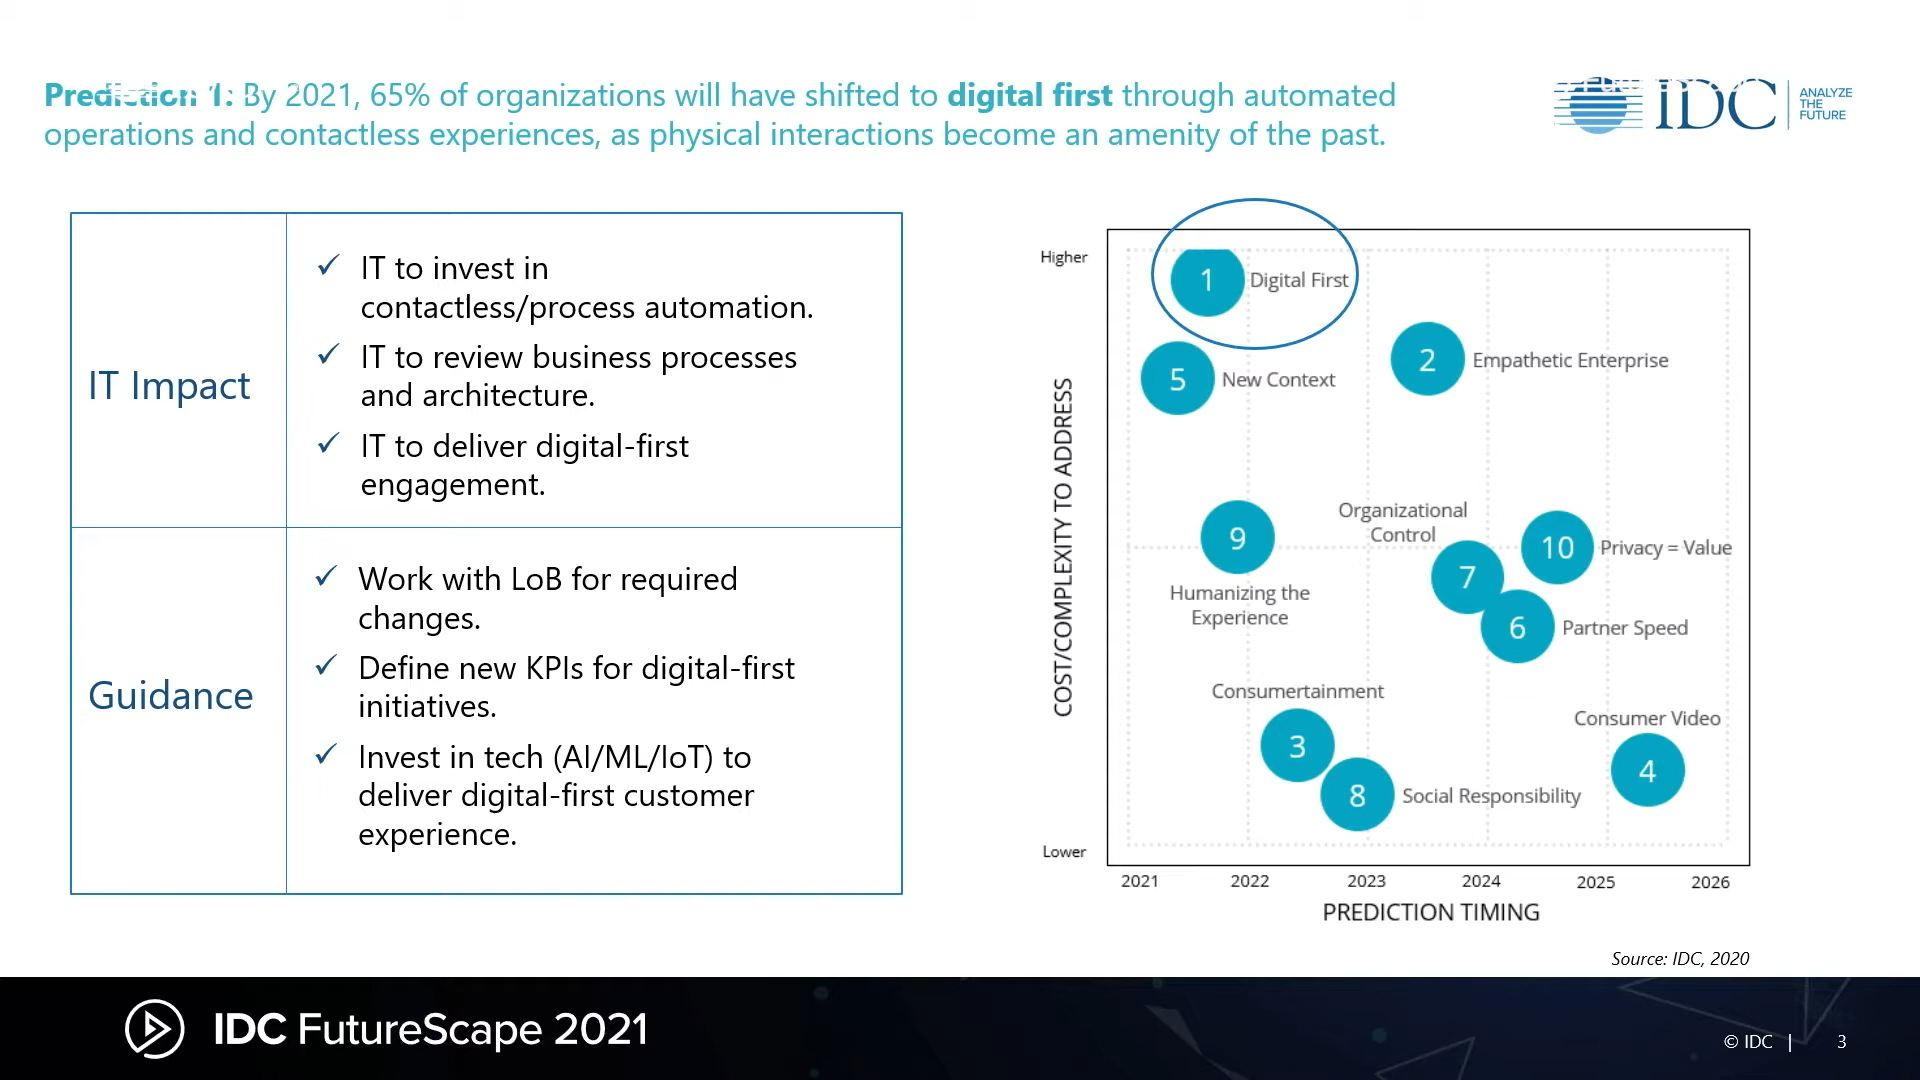 Prediction 1: By 2021, 65% of organizations will have shifted to digital first through automated
operations and contactless experiences, as physical interactions become an amenity of the past.
IDC
ANALYZE
THE
FUTURE
IT Impact
✓ IT to invest in
contactless/process automation.
✓ IT to review business processes
and architecture.
✓ IT to deliver digital-first
engagement.
Guidance
✓ Work with LoB for required
changes.
✓ Define new KPIs for digital-first
initiatives.
✓ Invest in tech (AI/ML/IoT) to
deliver digital-first customer
experience.
COST/COMPLEXITY TO ADDRESS
Higher
1 Digital First
2 Empathetic Enterprise
5 New Context
Organizational
Control
9
10 Privacy = Value
7
Humanizing the
Experience
6 Partner Speed
Consumertainment
Consumer Video
3
4
8 Social Responsibility
Lower
2021 2022 2023 2024 2025 2026
PREDICTION TIMING
Source: IDC, 2020
IDC FutureScape 2021
© IDC | 3